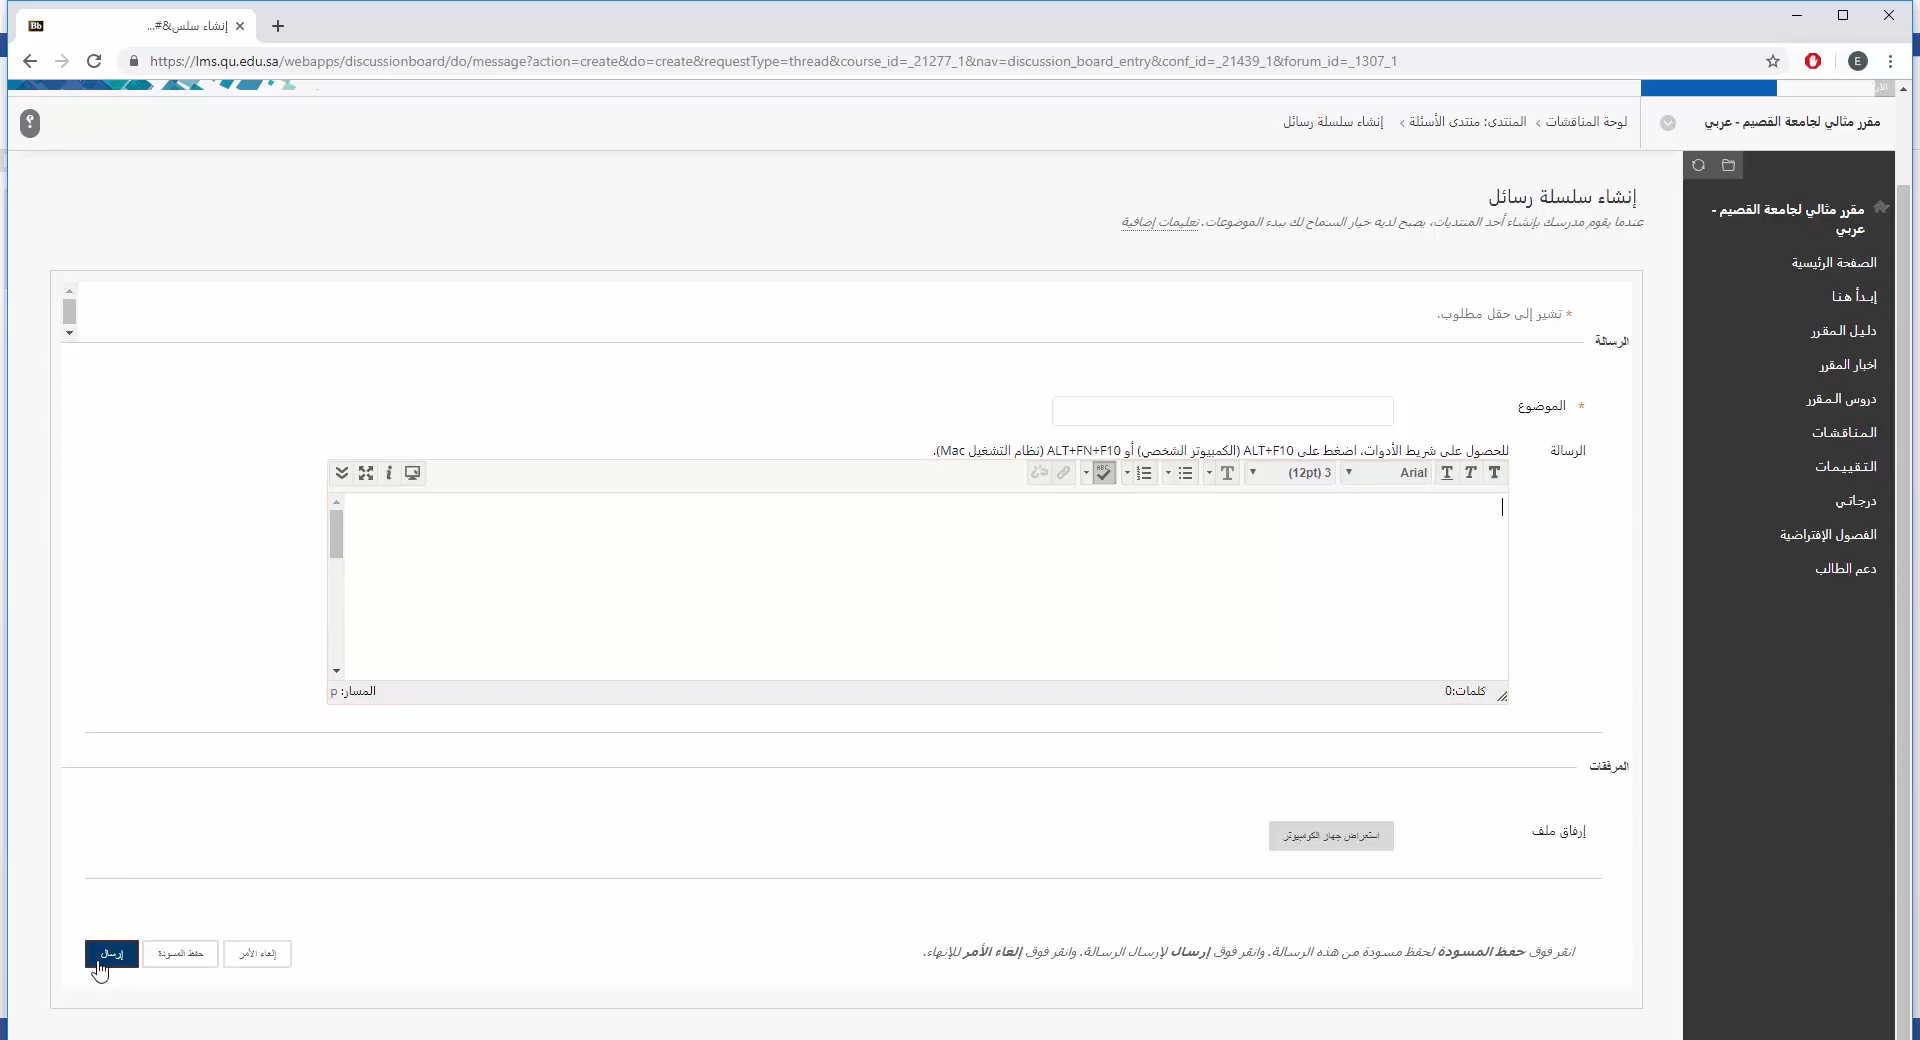 إنشاء سلس&#...
https://lms.qu.edu.sa/webapps/discussionboard/do/message?action=create&do=create&requestType=thread&course_id=_21277_1&nav=discussion_board_entry&conf_id=_21439_1&forum_id=_1307_1
E
مقرر مثالي لجامعة القصيم - عربي
لوحة المناقشات › المنتدى: منتدى الأسئلة › إنشاء سلسلة رسائل
?
إنشاء سلسلة رسائل
عندما يقوم مدرسك بإنشاء أحد المنتديات، يصبح لديه خيار السماح لك ببدء الموضوعات. تعليمات إضافية
* تشير إلى حقل مطلوب.
الرسالة
* الموضوع
الرسالة
للحصول على شريط الأدوات، اضغط على ALT+F10 (الكمبيوتر الشخصي) أو ALT+FN+F10 (نظام التشغيل Mac).
T T T Arial 3 (12pt) T
كلمات:0
المسار: p
المرفقات
إرفاق ملف
استعراض جهاز الكومبيوتر
انقر فوق حفظ المسودة لحفظ مسودة من هذه الرسالة. وانقر فوق إرسال لإرسال الرسالة. وانقر فوق إلغاء الأمر للإنهاء.
إلغاء الأمر
حفظ المسودة
إرسال
مقرر مثالي لجامعة القصيم -
عربي
الصفحة الرئيسية
إبدأ هنا
دليل المقرر
اخبار المقرر
دروس المقرر
المناقشات
التقييمات
درجاتي
الفصول الإفتراضية
دعم الطالب